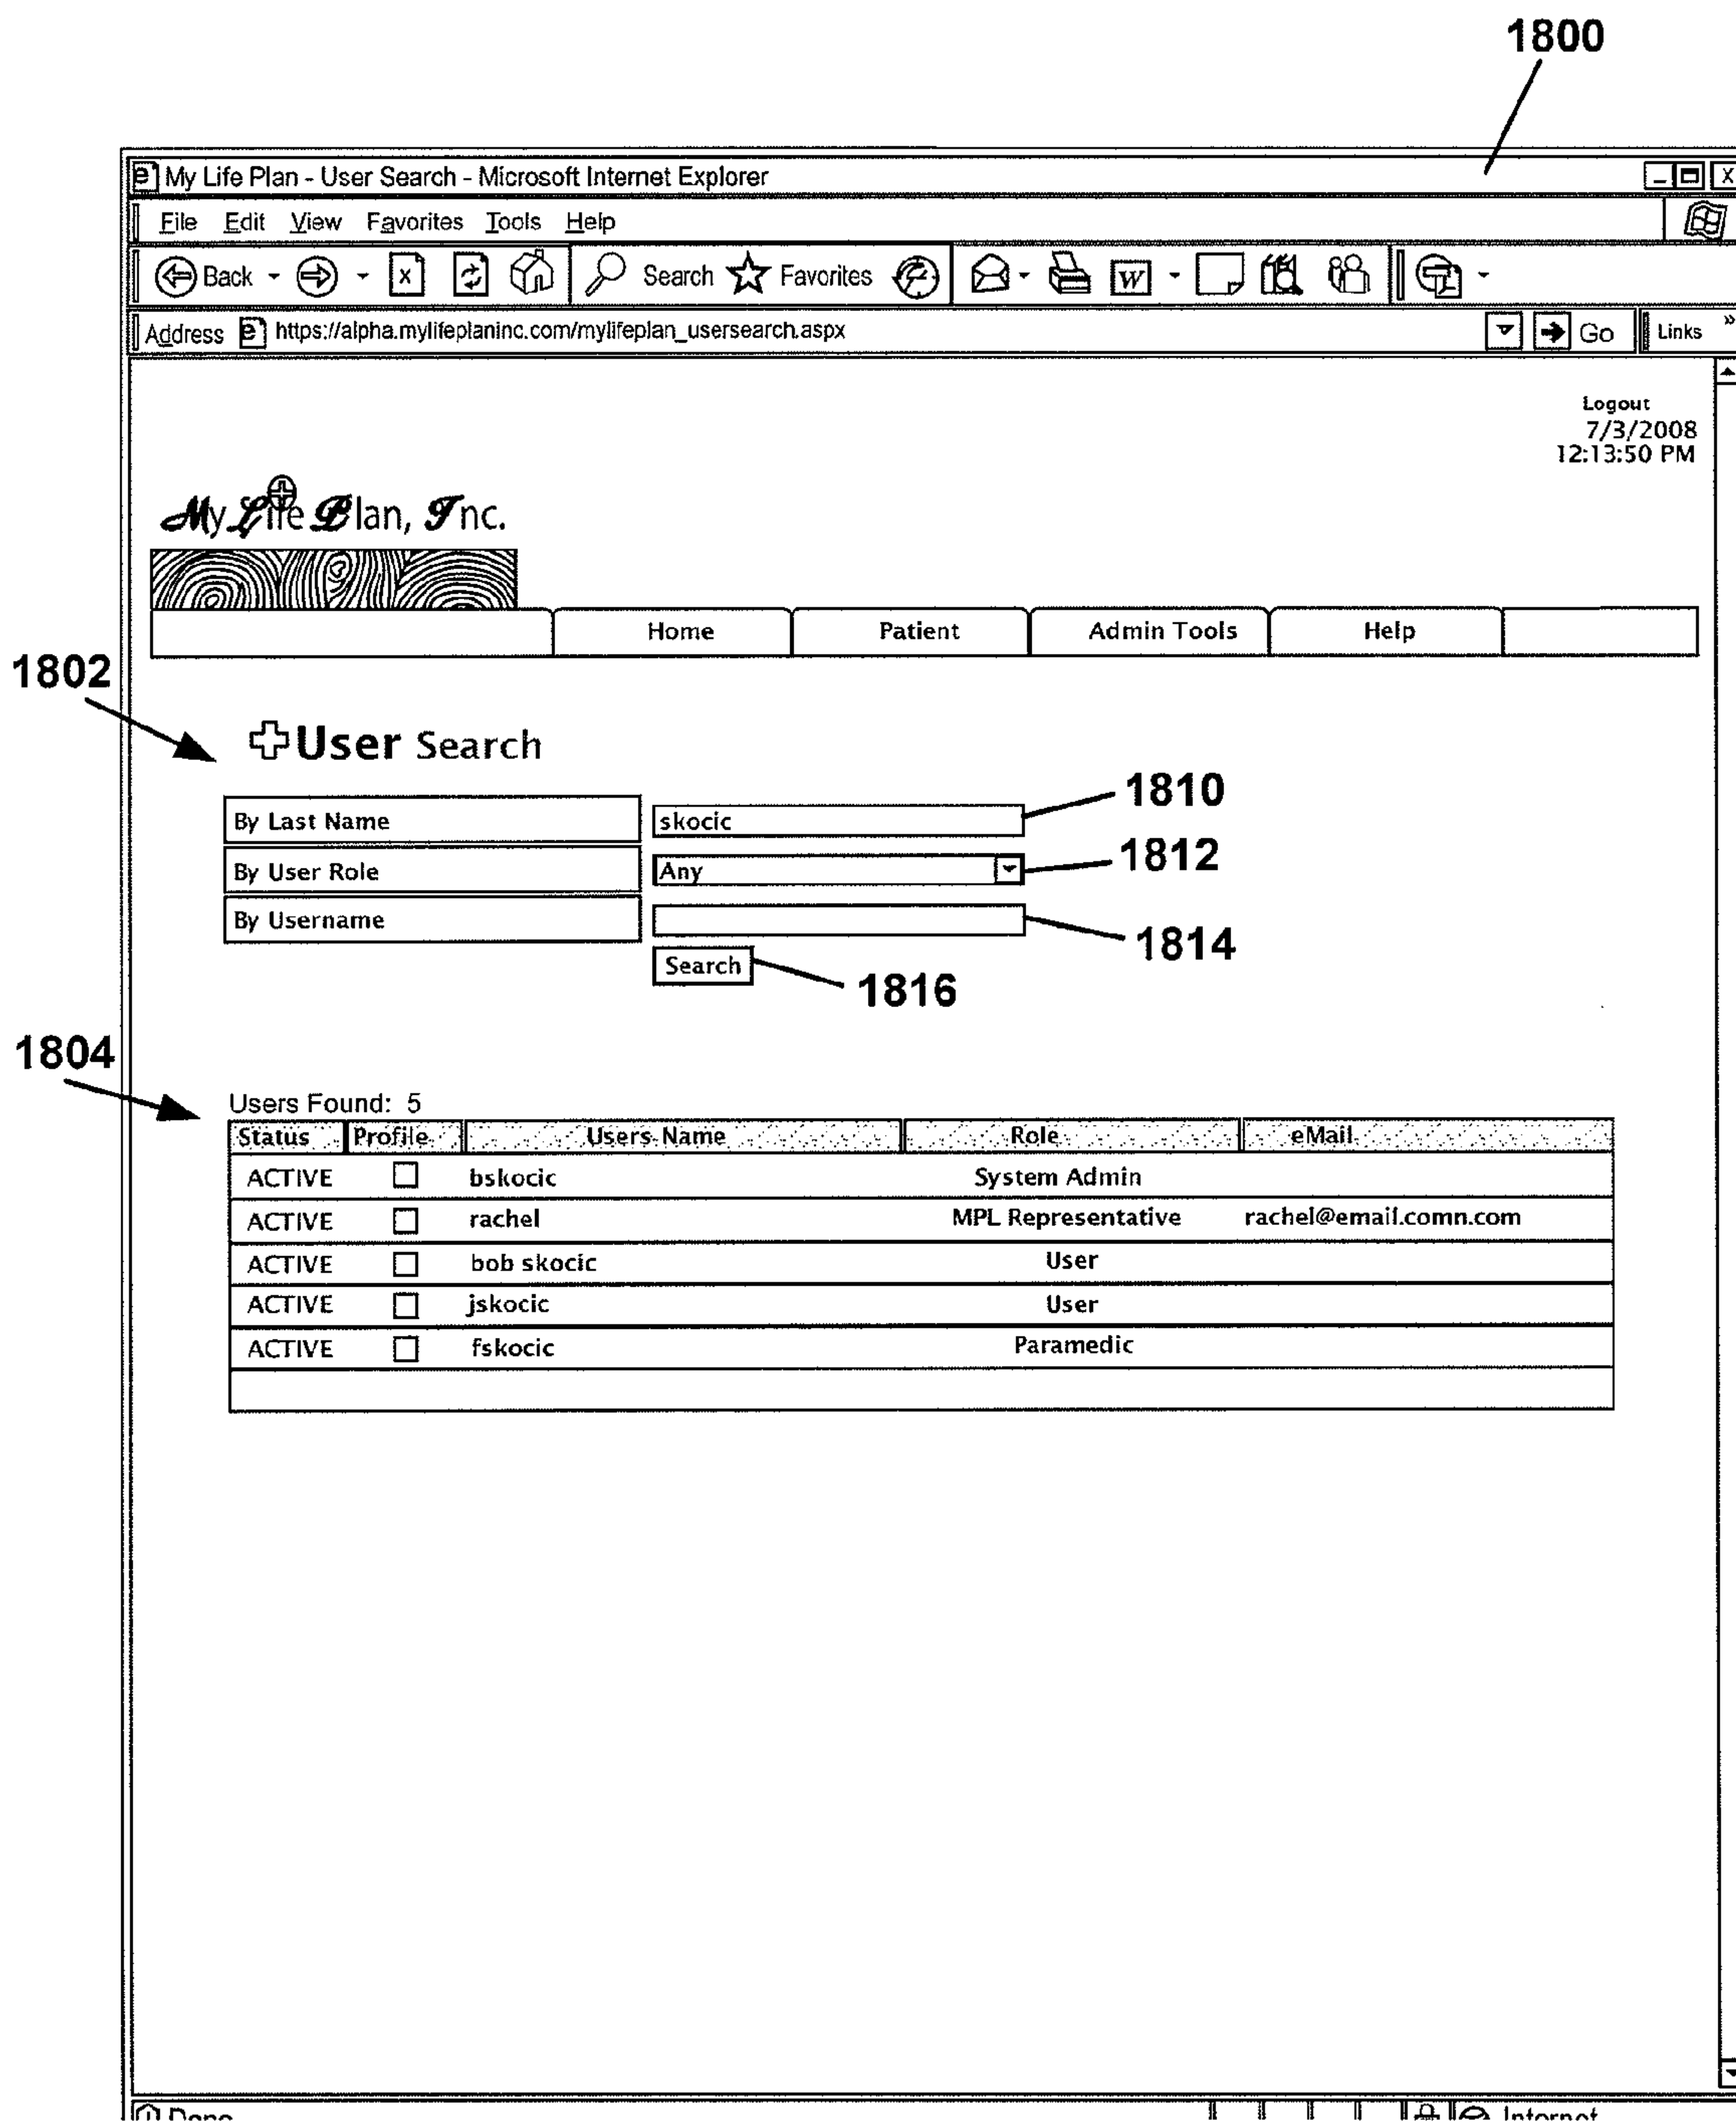 1800
My Life Plan - User Search - Microsoft Internet Explorer
File Edit View Favorites Tools Help
Back Search Favorites
Address https://alpha.mylifeplaninc.com/mylifeplan_usersearch.aspx Go Links »
Logout
7/3/2008
12:13:50 PM
My Life Plan, Inc.
Home Patient Admin Tools Help
1802
User Search
By Last Name skocic 1810
By User Role Any 1812
By Username 1814
Search 1816
1804
Users Found: 5
Status Profile Users Name Role eMail
ACTIVE bskocic System Admin
ACTIVE rachel MPL Representative rachel@email.comn.com
ACTIVE bob skocic User
ACTIVE jskocic User
ACTIVE fskocic Paramedic
Done Internet